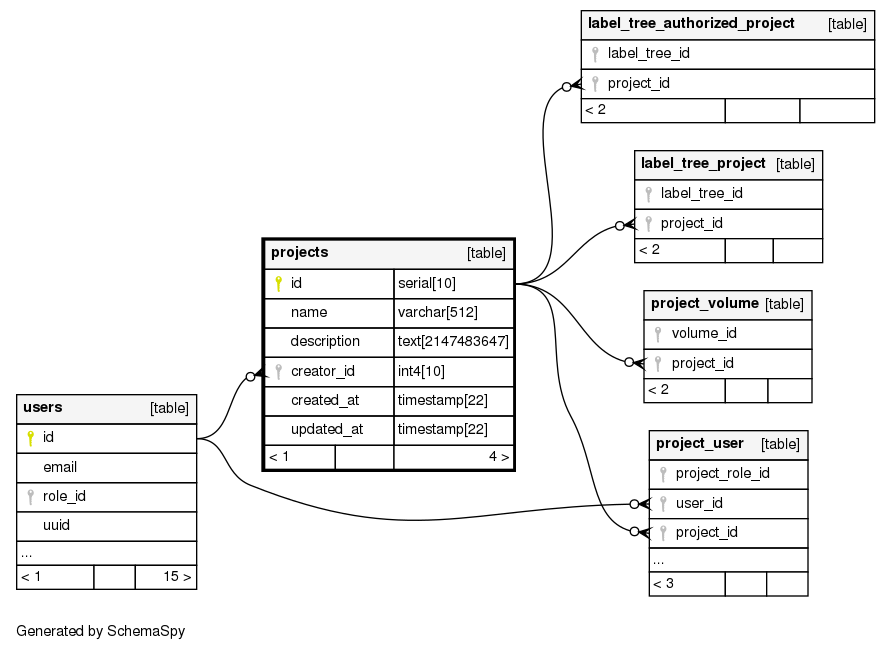 label_tree_authorized_project [table]
label_tree_id
project_id
< 2
label_tree_project [table]
label_tree_id
project_id
< 2
projects [table]
id serial[10]
name varchar[512]
description text[2147483647]
creator_id int4[10]
created_at timestamp[22]
updated_at timestamp[22]
< 1 4 >
project_volume [table]
volume_id
project_id
< 2
users [table]
id
email
role_id
uuid
...
< 1 15 >
project_user [table]
project_role_id
user_id
project_id
...
< 3
Generated by SchemaSpy